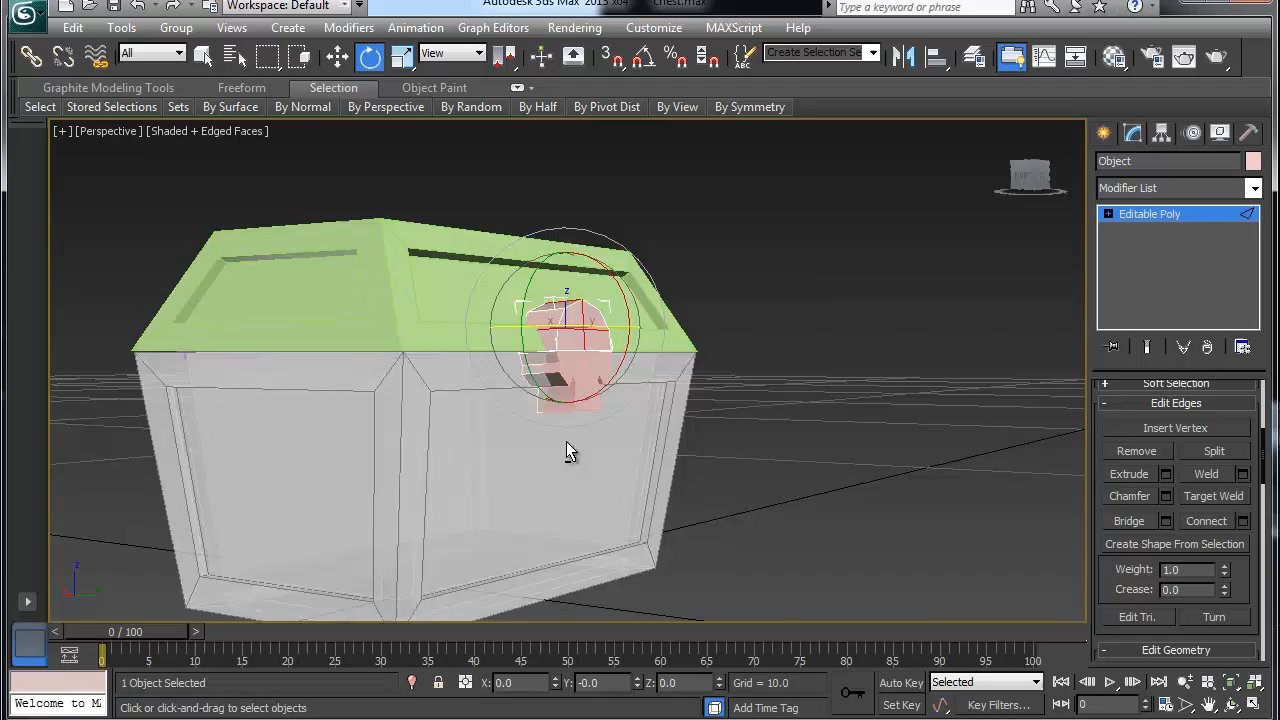 Workspace: Default
Autodesk 3ds Max 2013 x64
chest.max
Type a keyword or phrase
Edit Tools Group Views Create Modifiers Animation Graph Editors Rendering Customize MAXScript Help
All
View
Create Selection Se
Graphite Modeling Tools Freeform Selection Object Paint
Select Stored Selections Sets By Surface By Normal By Perspective By Random By Half By Pivot Dist By View By Symmetry
[+][Perspective][Shaded + Edged Faces]
Object
Modifier List
Editable Poly
z
x
y
+ Soft Selection
- Edit Edges
Insert Vertex
Remove Split
Extrude Weld
Chamfer Target Weld
Bridge Connect
Create Shape From Selection
Weight: 1.0
Crease: 0.0
Edit Tri. Turn
- Edit Geometry
z
< 0 / 100 >
0 5 10 15 20 25 30 35 40 45 50 55 60 65 70 75 80 85 90 95 100
1 Object Selected X: 0.0 Y: -0.0 Z: 0.0 Grid = 10.0 Auto Key Selected
Welcome to M
Click or click-and-drag to select objects Add Time Tag Set Key Key Filters... 0